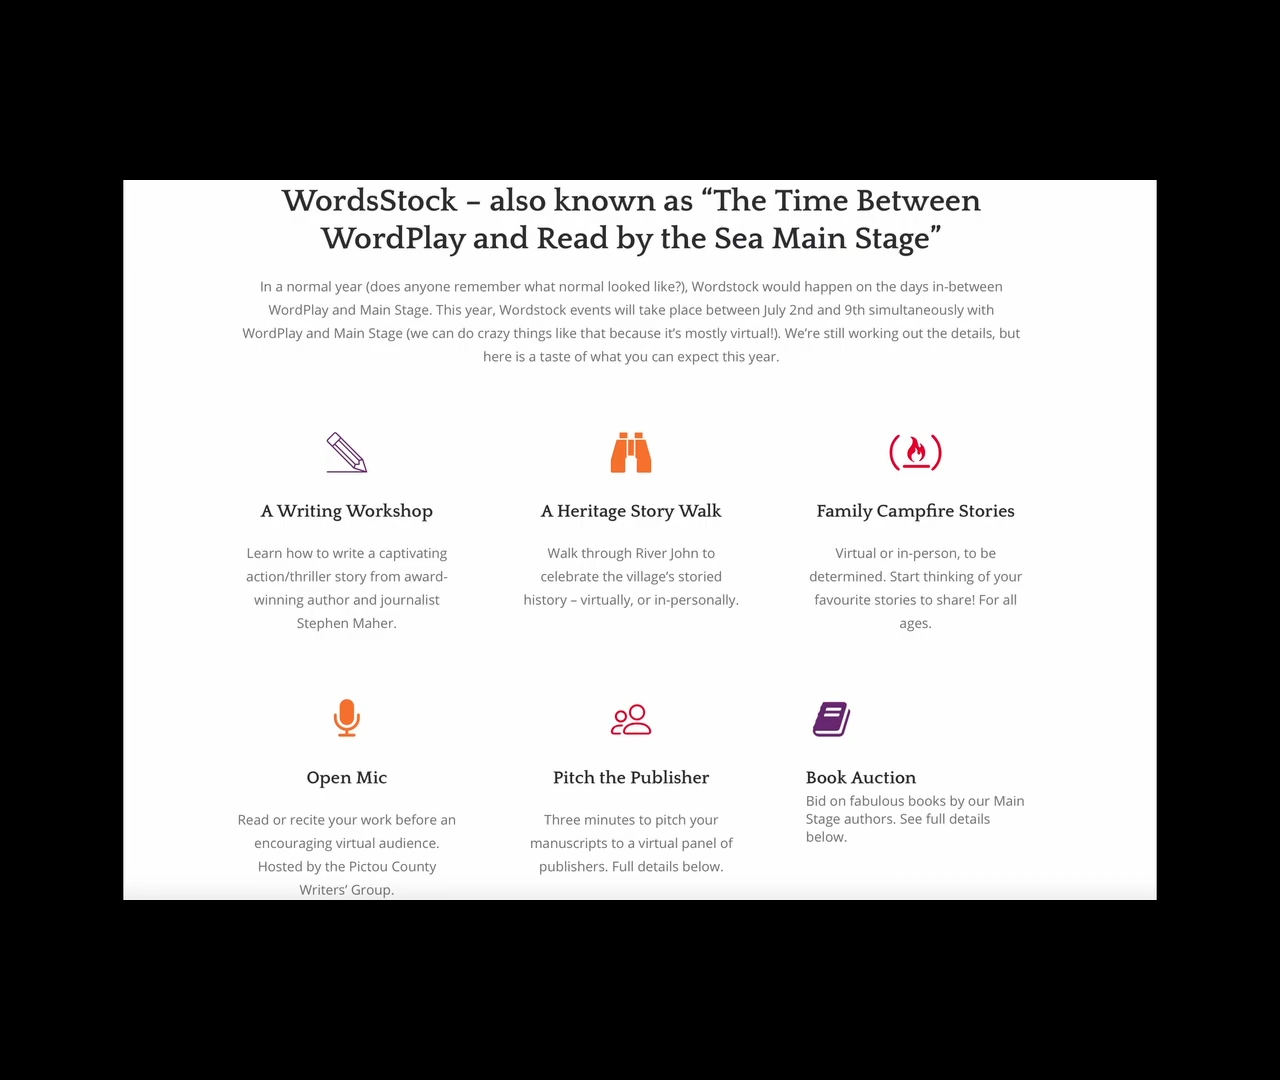 WordsStock – also known as “The Time Between
WordPlay and Read by the Sea Main Stage”
In a normal year (does anyone remember what normal looked like?), Wordstock would happen on the days in-between
WordPlay and Main Stage. This year, Wordstock events will take place between July 2nd and 9th simultaneously with
WordPlay and Main Stage (we can do crazy things like that because it’s mostly virtual!). We’re still working out the details, but
here is a taste of what you can expect this year.
A Writing Workshop
Learn how to write a captivating
action/thriller story from award-
winning author and journalist
Stephen Maher.
A Heritage Story Walk
Walk through River John to
celebrate the village’s storied
history – virtually, or in-personally.
Family Campfire Stories
Virtual or in-person, to be
determined. Start thinking of your
favourite stories to share! For all
ages.
Open Mic
Read or recite your work before an
encouraging virtual audience.
Hosted by the Pictou County
Writers’ Group.
Pitch the Publisher
Three minutes to pitch your
manuscripts to a virtual panel of
publishers. Full details below.
Book Auction
Bid on fabulous books by our Main
Stage authors. See full details
below.